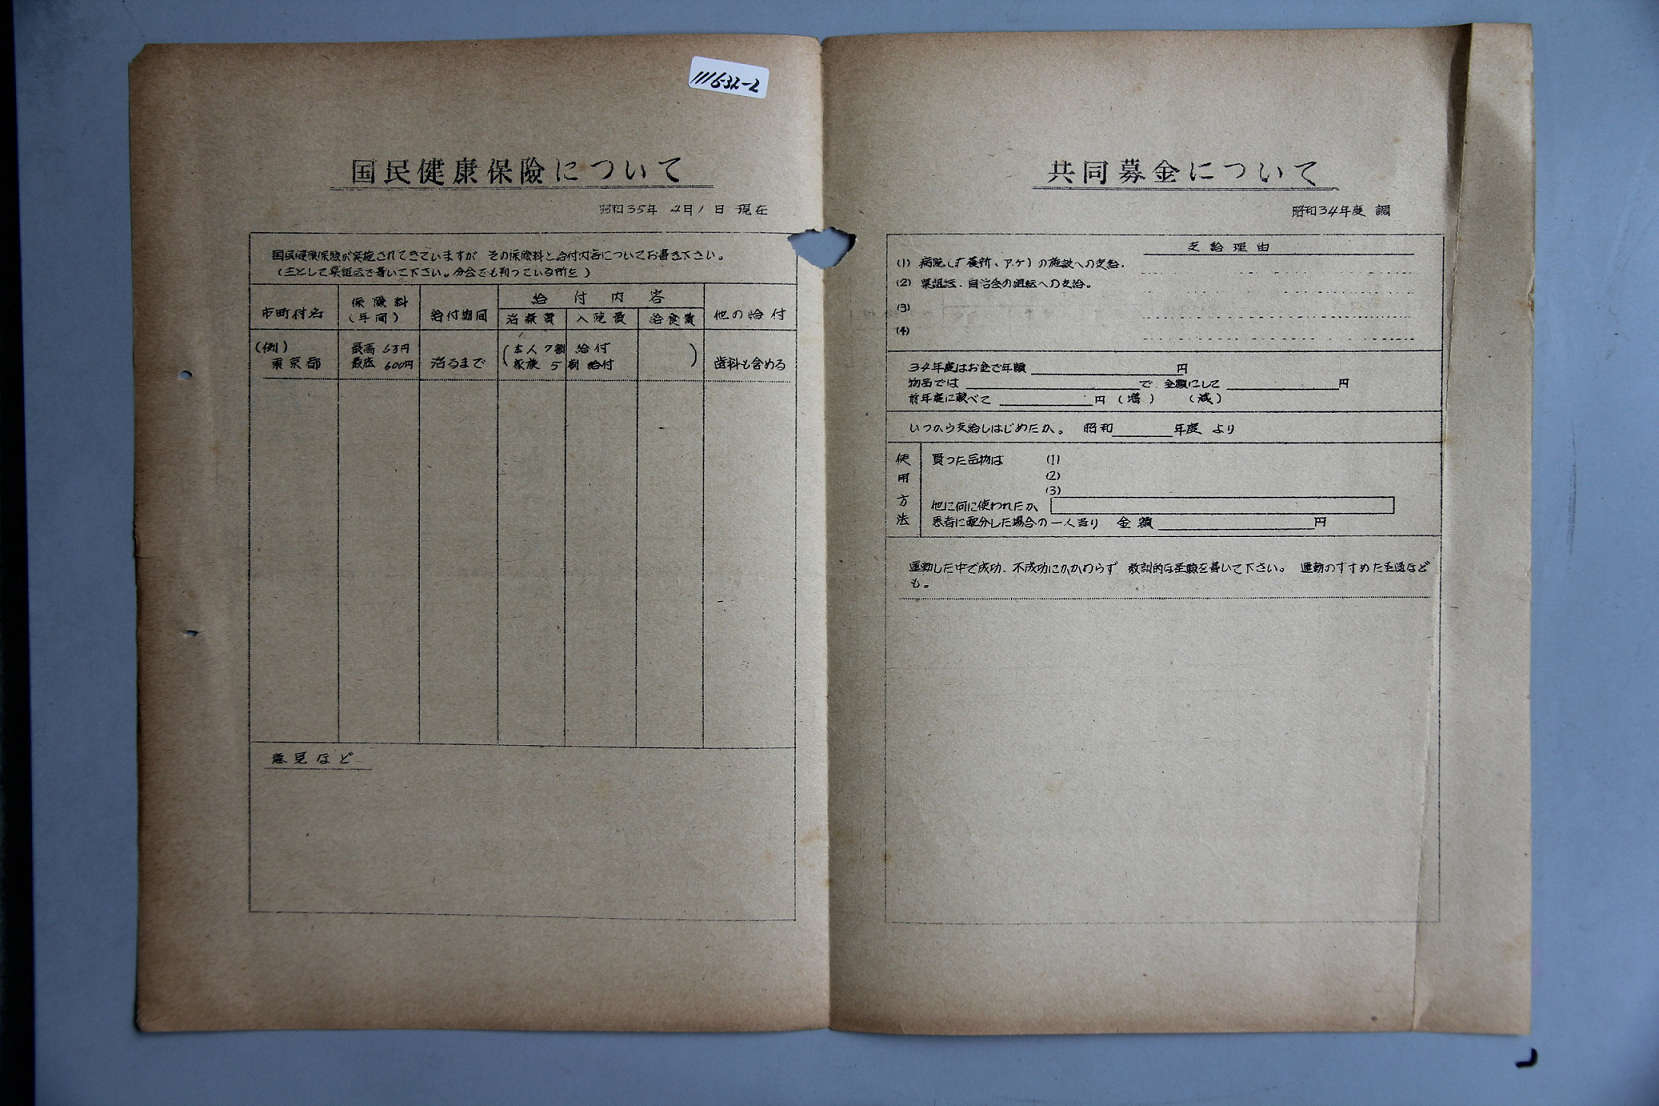 111632-2
国民健康保険について
昭和35年 4月1日 現在
国民健康保険が実施されてきていますが その保険料と給付内容についてお書き下さい。
(主として県組長で書いて下さい。分会でも判っている所を)
市町村名
保険料
(年間)
給付期間
給付内容
治療費
入院費
給食費
他の給付
(例)
東京都
最高 5万円
最低 600円
治るまで
(本人 7割 給付
家族 5割 給付)
歯科も含める
意見など
共同募金について
昭和34年度 調
支給理由
(1) 病院(療養所、アケ)の施設への支給.
(2) 県組長.自治会の連絡への支給。
(3)
(4)
34年度はお金で年額 円
物品では で 金額にして 円
前年度に較べて 円 (増) (減)
いつから支給しはじめたか。 昭和 年度 より
使用方法
買った品物は (1)
(2)
(3)
他に何に使われたか
患者に配分した場合の一人当り 金額 円
運動した中で成功、不成功にかかわらず 教訓的な経験を書いて下さい。 運動のすすめた経過など
も。